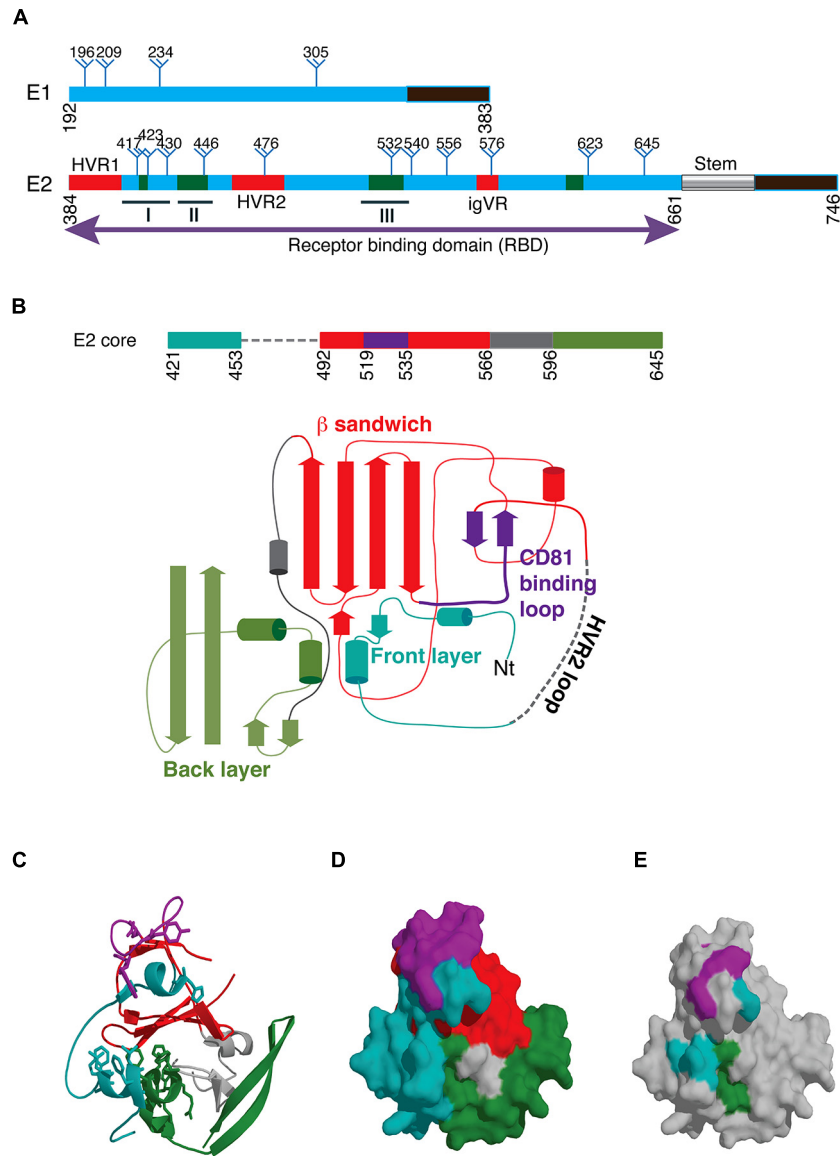 A
196 209 234 305
E1
192 383
417 423 430 446 476 532 540 556 576 623 645
HVR1 Stem
E2
384 I II HVR2 III igVR 661 746
Receptor binding domain (RBD)
B
E2 core
421 453 492 519 535 566 596 645
β sandwich
CD81
binding
loop
Front layer
Nt
HVR2 loop
Back layer
C D E